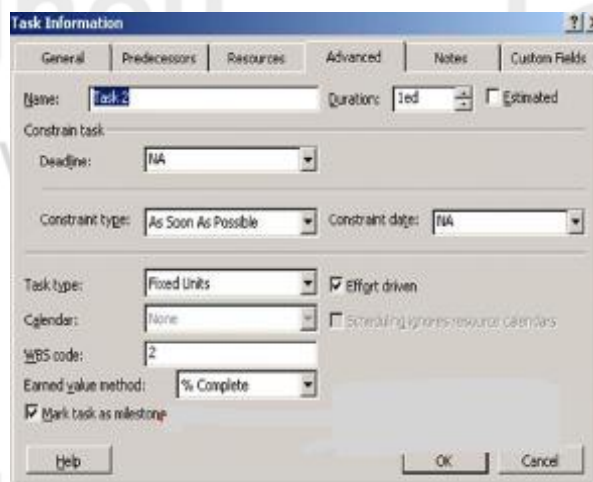 Task Information
General Predecessors Resources Advanced Notes Custom Fields
Name: Task 2 Duration: 1ed Estimated
Constrain task
Deadline: NA
Constraint type: As Soon As Possible Constraint date: NA
Task type: Fixed Units Effort driven
Calendar: None Scheduling ignores resource calendars
WBS code: 2
Earned value method: % Complete
Mark task as milestone
Help OK Cancel